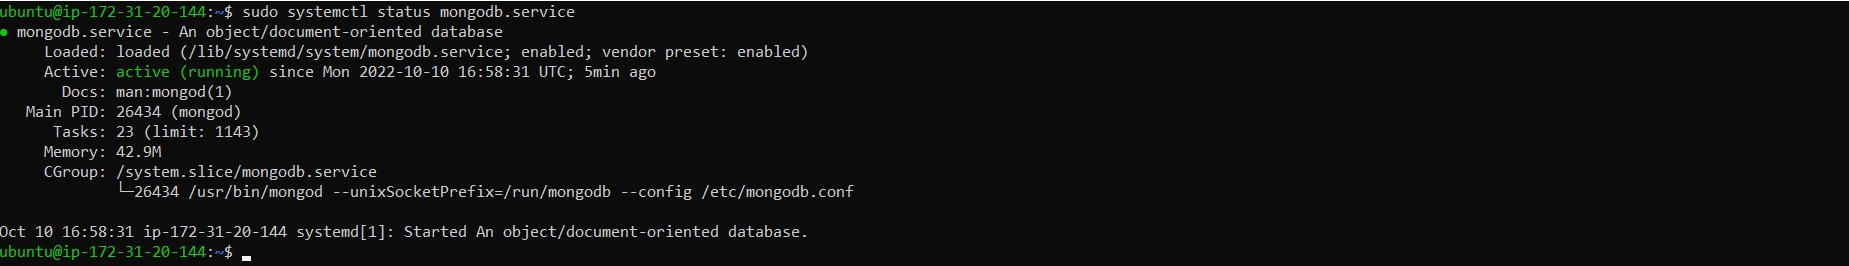 ubuntu@ip-172-31-20-144:~$ sudo systemctl status mongodb.service
● mongodb.service - An object/document-oriented database
     Loaded: loaded (/lib/systemd/system/mongodb.service; enabled; vendor preset: enabled)
     Active: active (running) since Mon 2022-10-10 16:58:31 UTC; 5min ago
       Docs: man:mongod(1)
   Main PID: 26434 (mongod)
      Tasks: 23 (limit: 1143)
     Memory: 42.9M
     CGroup: /system.slice/mongodb.service
             └─26434 /usr/bin/mongod --unixSocketPrefix=/run/mongodb --config /etc/mongodb.conf
Oct 10 16:58:31 ip-172-31-20-144 systemd[1]: Started An object/document-oriented database.
ubuntu@ip-172-31-20-144:~$